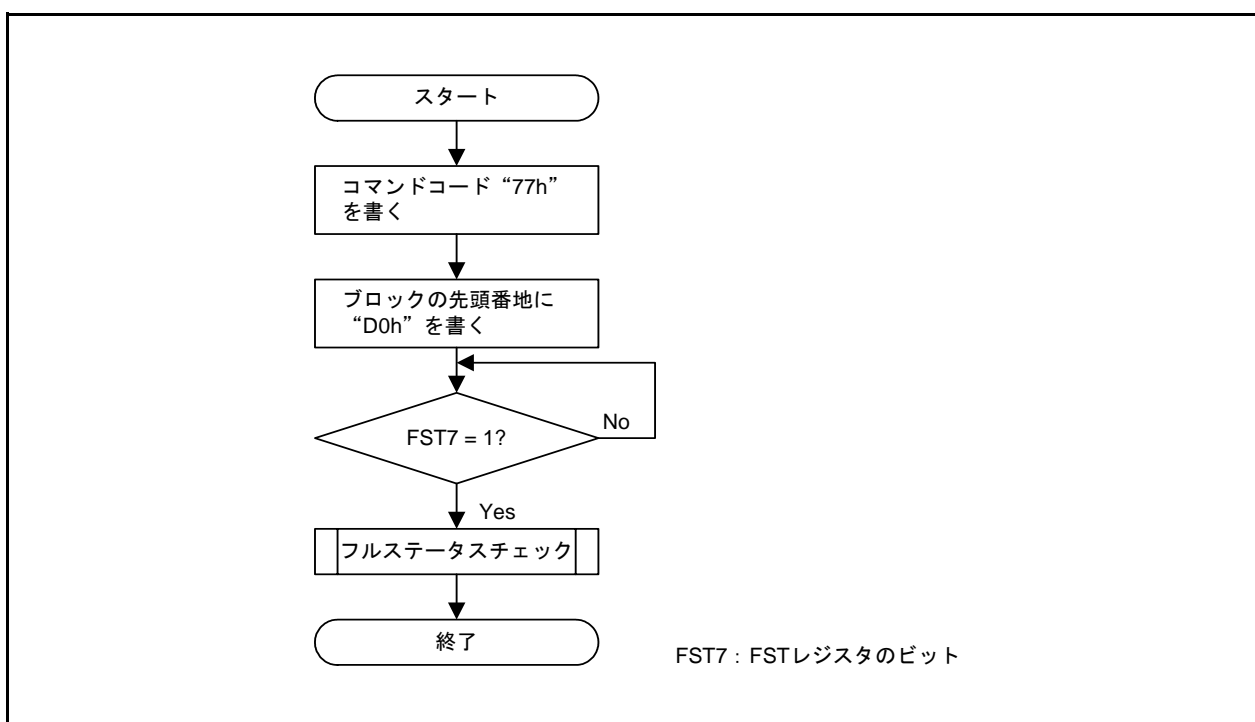 スタート
コマンドコード“77h”
を書く
ブロックの先頭番地に
“D0h”を書く
FST7 = 1?
No
Yes
フルステータスチェック
終了
FST7：FSTレジスタのビット